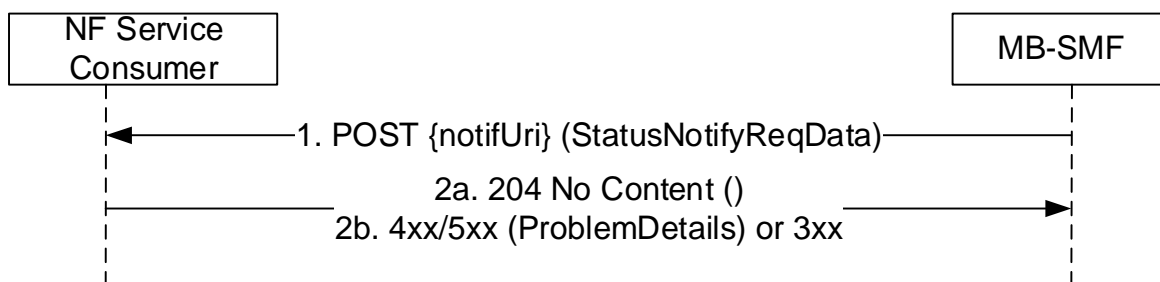 NF Service
Consumer
MB-SMF
1. POST {notifUri} (StatusNotifyReqData)
2a. 204 No Content ()
2b. 4xx/5xx (ProblemDetails) or 3xx